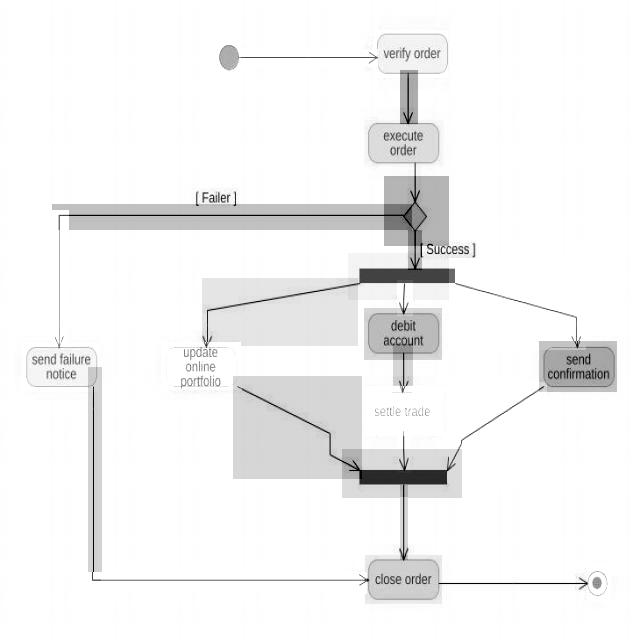 verify order
execute
order
[ Failer ]
[ Success ]
debit
account
update
online
portfolio
send failure
notice
send
confirmation
settle trade
close order